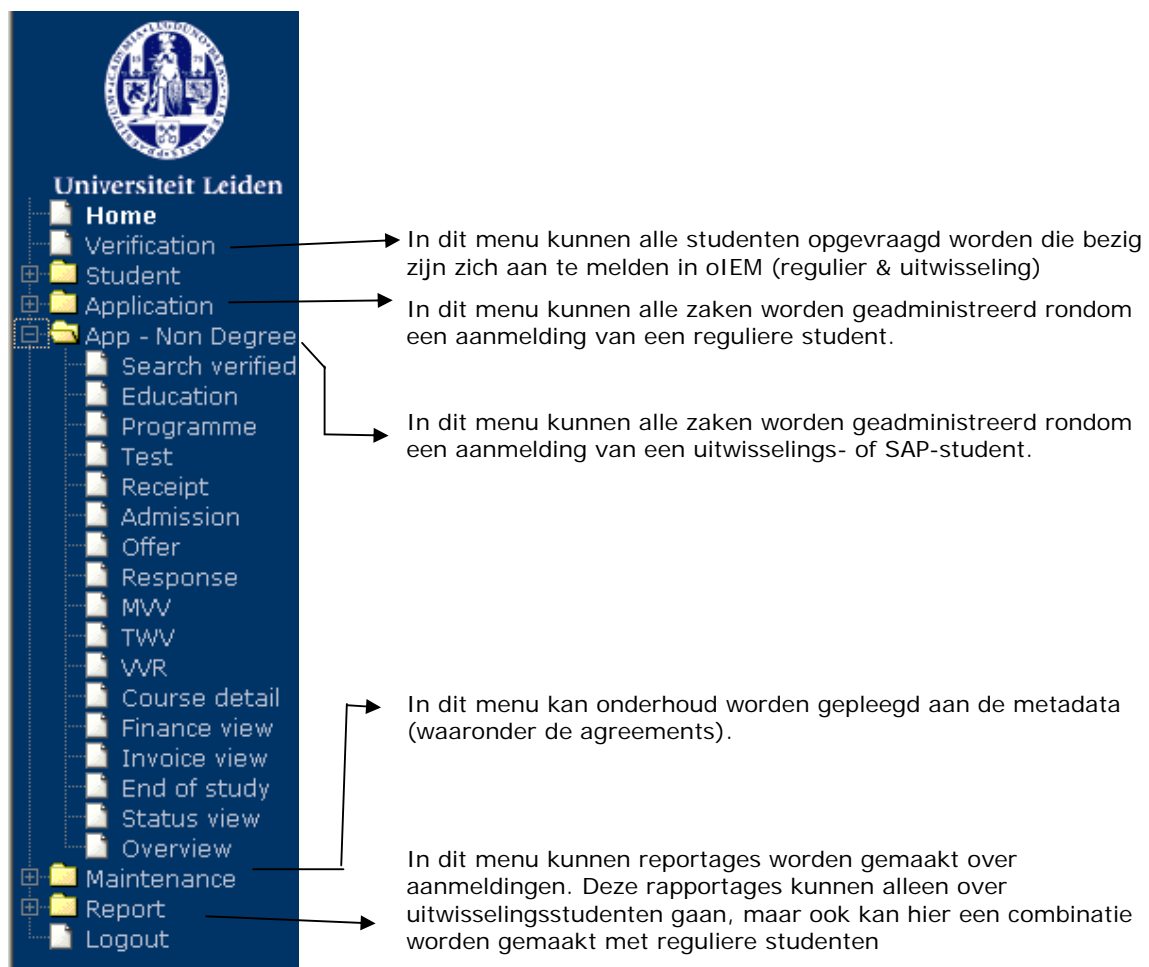 Universiteit Leiden
Home
Verification
Student
Application
App - Non Degree
Search verified
Education
Programme
Test
Receipt
Admission
Offer
Response
MVV
TWV
VVR
Course detail
Finance view
Invoice view
End of study
Status view
Overview
Maintenance
Report
Logout
In dit menu kunnen alle studenten opgevraagd worden die bezig
zijn zich aan te melden in oIEM (regulier & uitwisseling)
In dit menu kunnen alle zaken worden geadministreerd rondom
een aanmelding van een reguliere student.
In dit menu kunnen alle zaken worden geadministreerd rondom
een aanmelding van een uitwisselings- of SAP-student.
In dit menu kan onderhoud worden gepleegd aan de metadata
(waaronder de agreements).
In dit menu kunnen reportages worden gemaakt over
aanmeldingen. Deze rapportages kunnen alleen over
uitwisselingsstudenten gaan, maar ook kan hier een combinatie
worden gemaakt met reguliere studenten